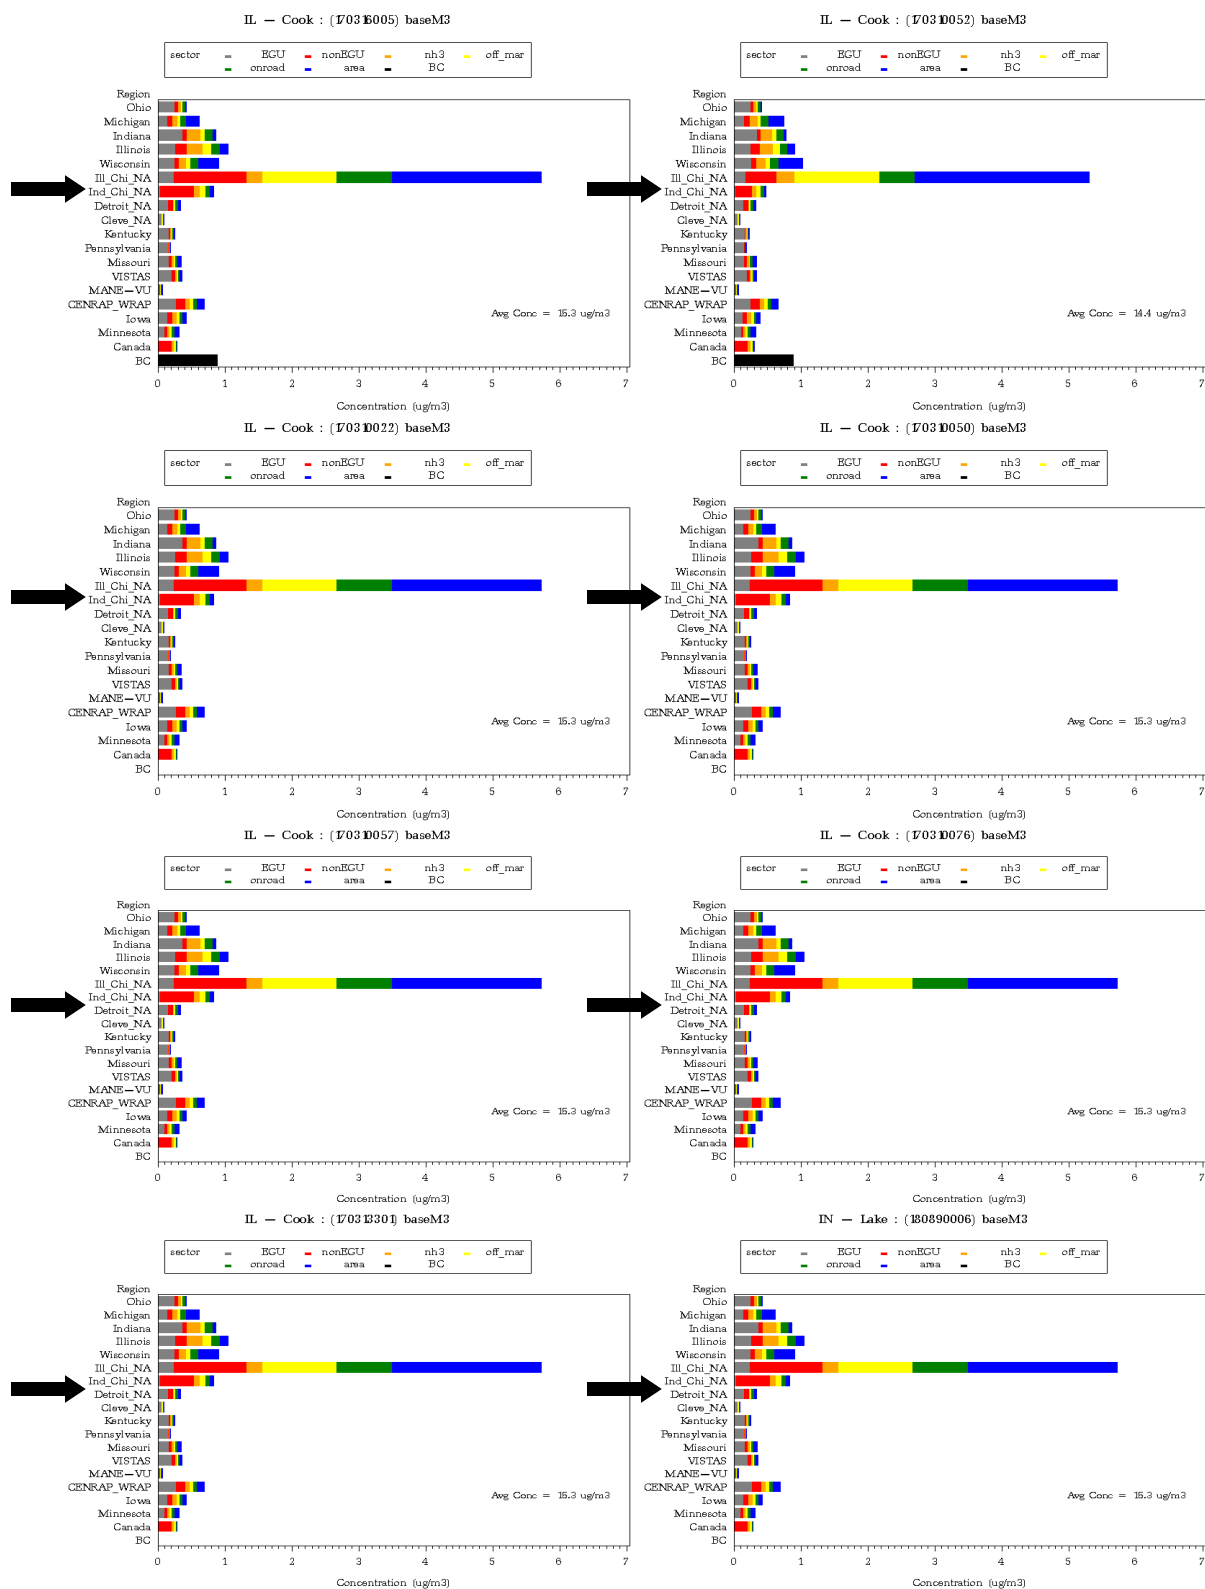 IL — Cook : (170316005) baseM3
sector EGU nonEGU nh3 off_mar
onroad area BC
Region
Ohio
Michigan
Indiana
Illinois
Wisconsin
Ill_Chi_NA
Ind_Chi_NA
Detroit_NA
Cleve_NA
Kentucky
Pennsylvania
Missouri
VISTAS
MANE—VU
CENRAP_WRAP
Iowa
Minnesota
Canada
BC
Avg Conc = 15.3 ug/m3
0 1 2 3 4 5 6 7
Concentration (ug/m3)
IL — Cook : (170310052) baseM3
sector EGU nonEGU nh3 off_mar
onroad area BC
Region
Ohio
Michigan
Indiana
Illinois
Wisconsin
Ill_Chi_NA
Ind_Chi_NA
Detroit_NA
Cleve_NA
Kentucky
Pennsylvania
Missouri
VISTAS
MANE—VU
CENRAP_WRAP
Iowa
Minnesota
Canada
BC
Avg Conc = 14.4 ug/m3
0 1 2 3 4 5 6 7
Concentration (ug/m3)
IL — Cook : (170310022) baseM3
sector EGU nonEGU nh3 off_mar
onroad area BC
Region
Ohio
Michigan
Indiana
Illinois
Wisconsin
Ill_Chi_NA
Ind_Chi_NA
Detroit_NA
Cleve_NA
Kentucky
Pennsylvania
Missouri
VISTAS
MANE—VU
CENRAP_WRAP
Iowa
Minnesota
Canada
BC
Avg Conc = 15.3 ug/m3
0 1 2 3 4 5 6 7
Concentration (ug/m3)
IL — Cook : (170310050) baseM3
sector EGU nonEGU nh3 off_mar
onroad area BC
Region
Ohio
Michigan
Indiana
Illinois
Wisconsin
Ill_Chi_NA
Ind_Chi_NA
Detroit_NA
Cleve_NA
Kentucky
Pennsylvania
Missouri
VISTAS
MANE—VU
CENRAP_WRAP
Iowa
Minnesota
Canada
BC
Avg Conc = 15.3 ug/m3
0 1 2 3 4 5 6 7
Concentration (ug/m3)
IL — Cook : (170310057) baseM3
sector EGU nonEGU nh3 off_mar
onroad area BC
Region
Ohio
Michigan
Indiana
Illinois
Wisconsin
Ill_Chi_NA
Ind_Chi_NA
Detroit_NA
Cleve_NA
Kentucky
Pennsylvania
Missouri
VISTAS
MANE—VU
CENRAP_WRAP
Iowa
Minnesota
Canada
BC
Avg Conc = 15.3 ug/m3
0 1 2 3 4 5 6 7
Concentration (ug/m3)
IL — Cook : (170310076) baseM3
sector EGU nonEGU nh3 off_mar
onroad area BC
Region
Ohio
Michigan
Indiana
Illinois
Wisconsin
Ill_Chi_NA
Ind_Chi_NA
Detroit_NA
Cleve_NA
Kentucky
Pennsylvania
Missouri
VISTAS
MANE—VU
CENRAP_WRAP
Iowa
Minnesota
Canada
BC
Avg Conc = 15.3 ug/m3
0 1 2 3 4 5 6 7
Concentration (ug/m3)
IL — Cook : (170313301) baseM3
sector EGU nonEGU nh3 off_mar
onroad area BC
Region
Ohio
Michigan
Indiana
Illinois
Wisconsin
Ill_Chi_NA
Ind_Chi_NA
Detroit_NA
Cleve_NA
Kentucky
Pennsylvania
Missouri
VISTAS
MANE—VU
CENRAP_WRAP
Iowa
Minnesota
Canada
BC
Avg Conc = 15.3 ug/m3
0 1 2 3 4 5 6 7
Concentration (ug/m3)
IN — Lake : (180890006) baseM3
sector EGU nonEGU nh3 off_mar
onroad area BC
Region
Ohio
Michigan
Indiana
Illinois
Wisconsin
Ill_Chi_NA
Ind_Chi_NA
Detroit_NA
Cleve_NA
Kentucky
Pennsylvania
Missouri
VISTAS
MANE—VU
CENRAP_WRAP
Iowa
Minnesota
Canada
BC
Avg Conc = 15.3 ug/m3
0 1 2 3 4 5 6 7
Concentration (ug/m3)